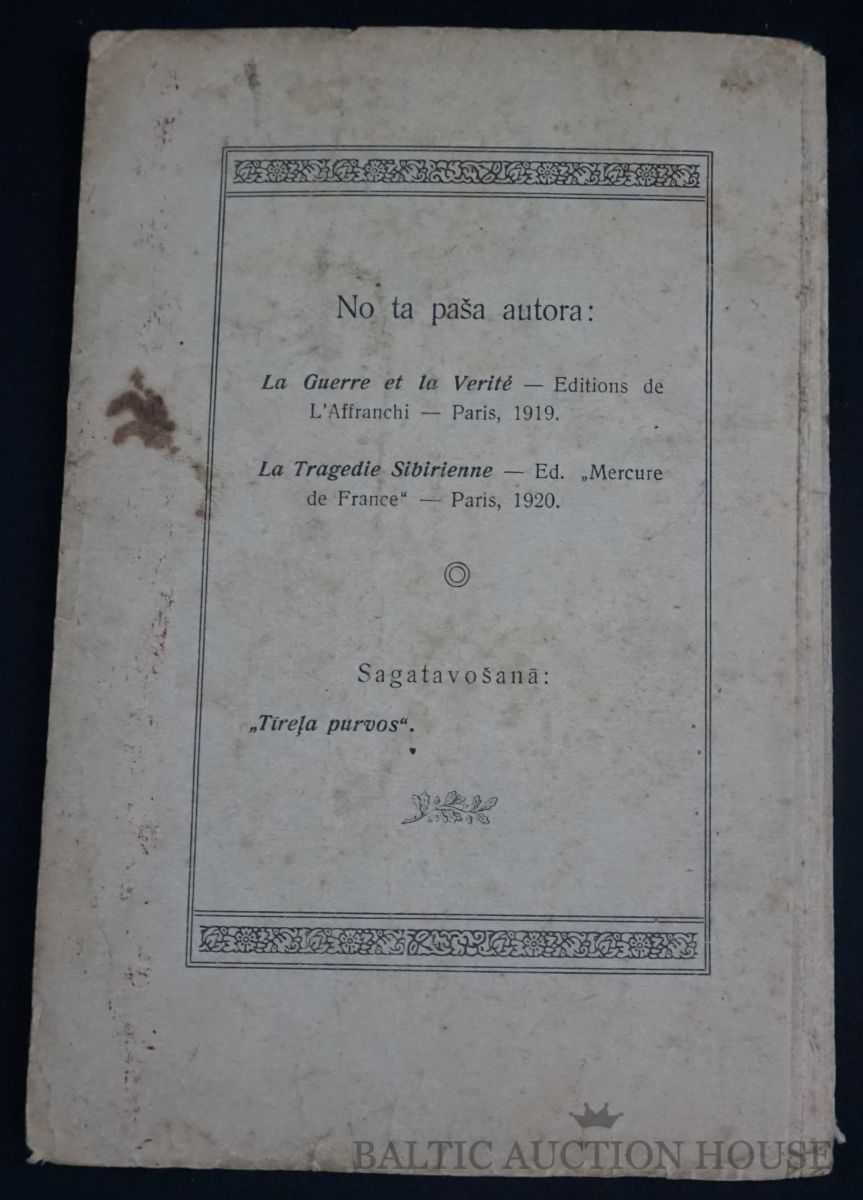 No ta paša autora:
La Guerre et la Verité — Editions de
L'Affranchi — Paris, 1919.
La Tragedie Sibirienne — Ed. „Mercure
de France“ — Paris, 1920.
Sagatavošanā:
„Tīreļa purvos“.
BALTIC AUCTION HOUSE